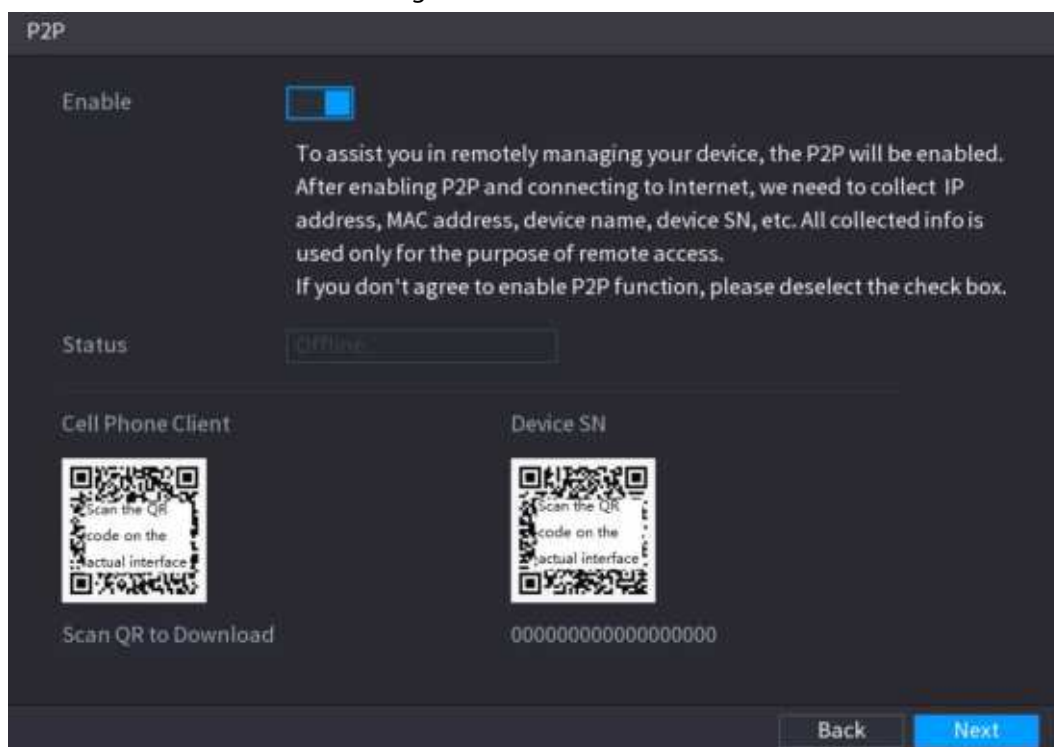 P2P
Enable
To assist you in remotely managing your device, the P2P will be enabled.
After enabling P2P and connecting to Internet, we need to collect IP
address, MAC address, device name, device SN, etc. All collected info is
used only for the purpose of remote access.
If you don't agree to enable P2P function, please deselect the check box.
Status
Offline
Cell Phone Client
Device SN
Scan the QR
code on the
actual interface
Scan the QR
code on the
actual interface
Scan QR to Download
000000000000000000
Back
Next